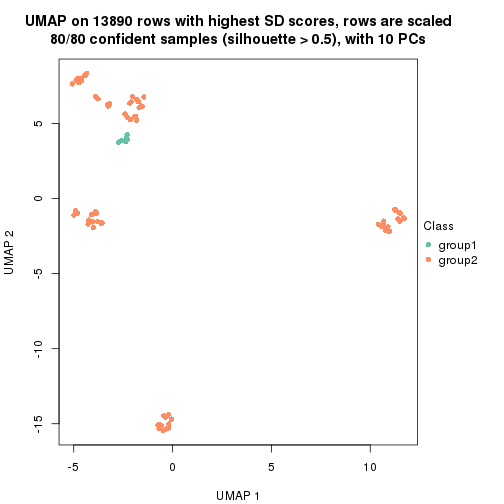 UMAP on 13890 rows with highest SD scores, rows are scaled
80/80 confident samples (silhouette > 0.5), with 10 PCs
5
0
-5
-10
-15
UMAP 2
-5
0
5
10
UMAP 1
Class
group1
group2